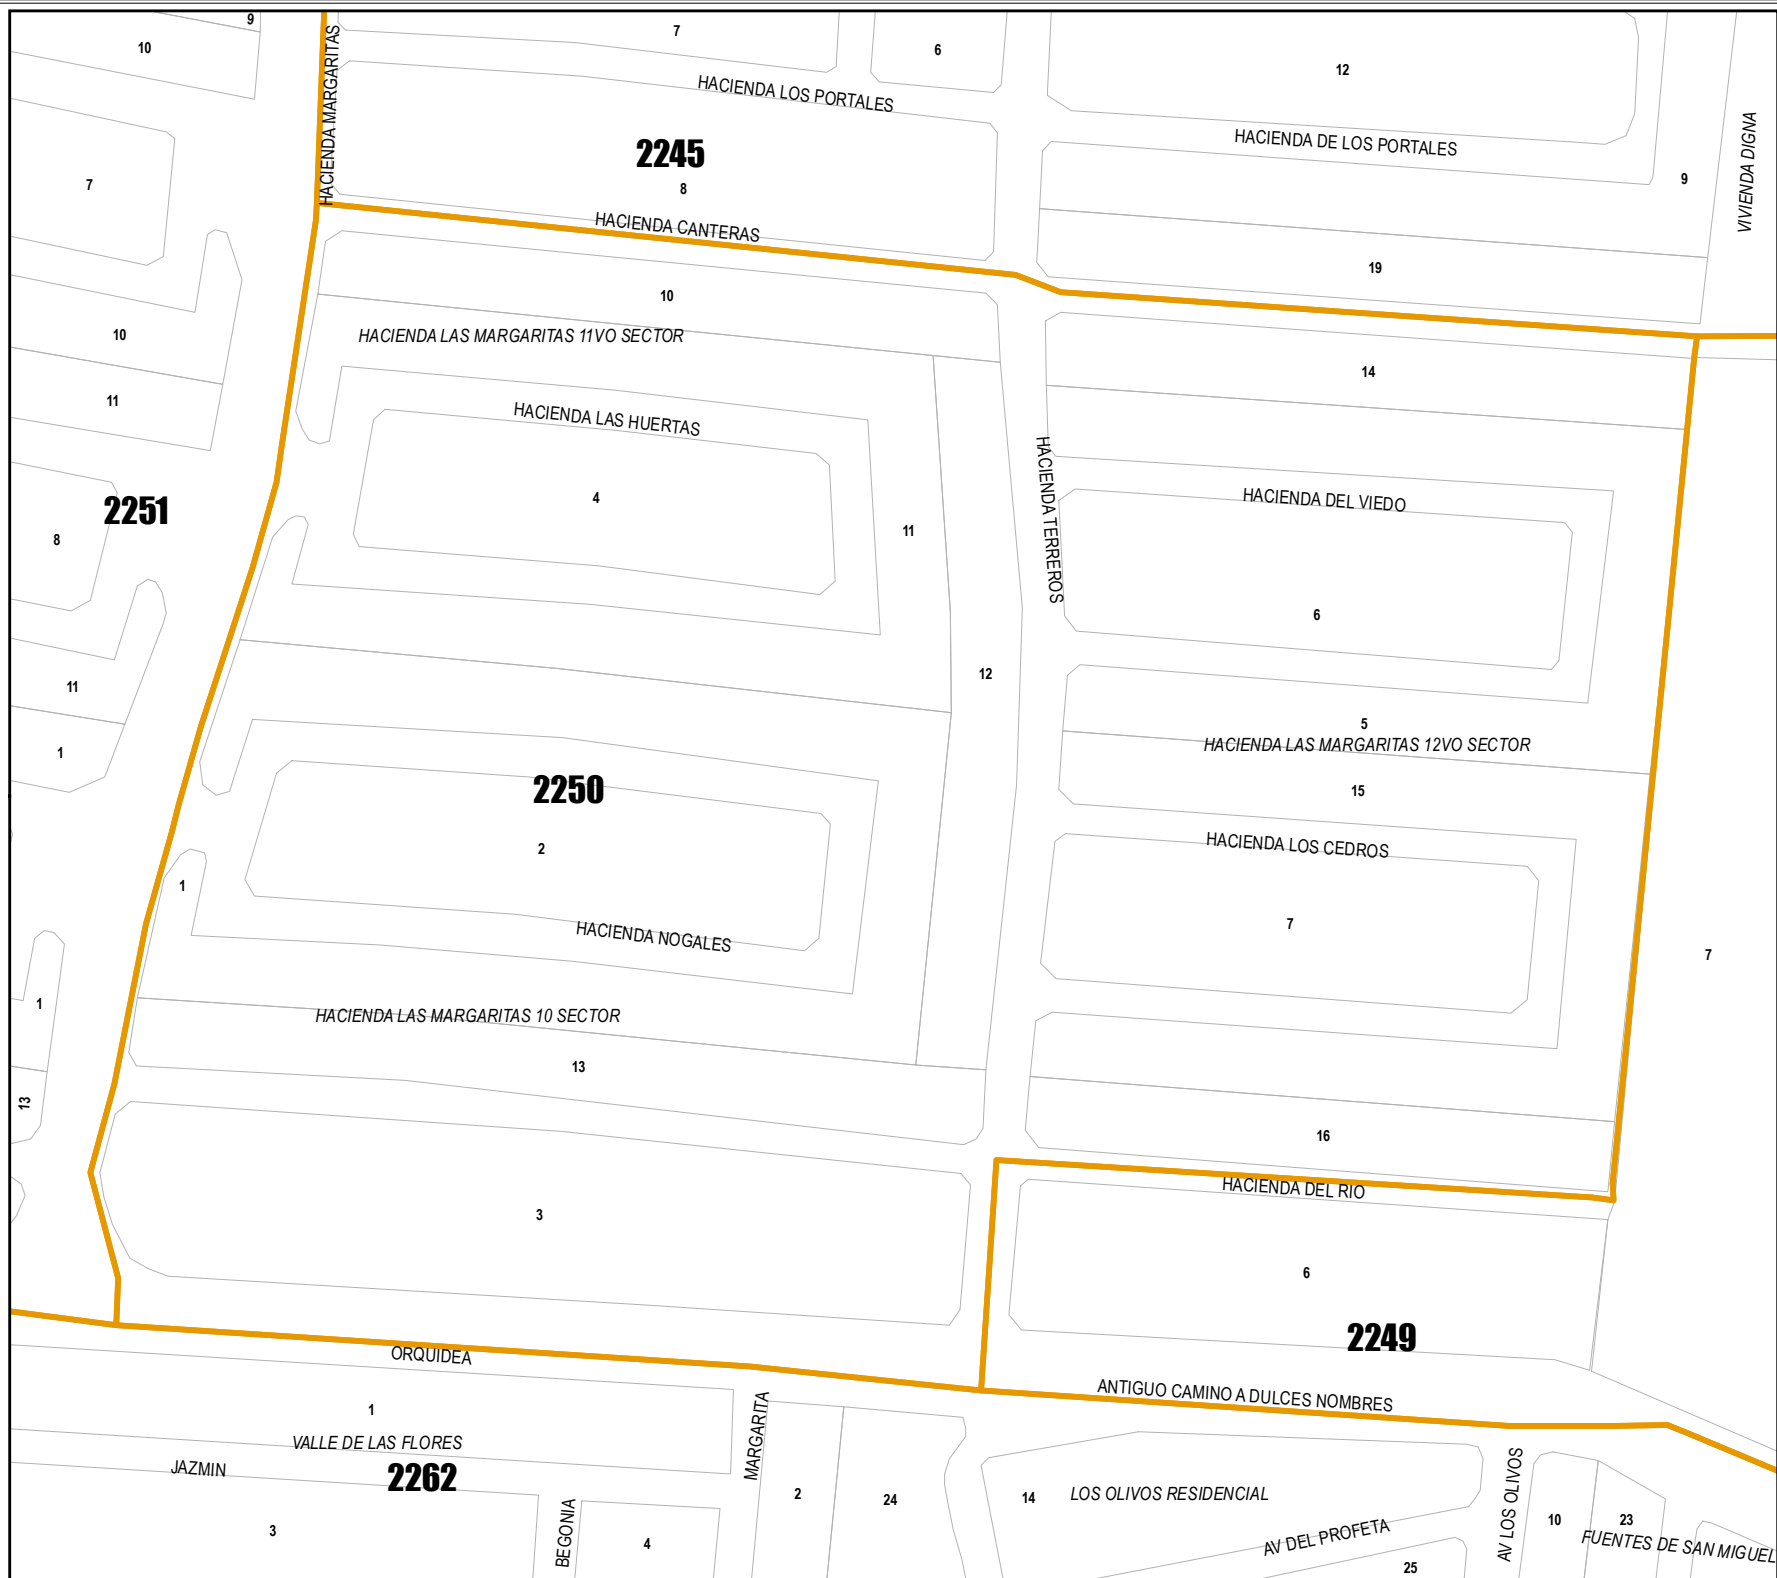 9
10
7
6
12
HACIENDA MARGARITAS
HACIENDA LOS PORTALES
HACIENDA DE LOS PORTALES
VIVIENDA DIGNA
2245
7
8
9
HACIENDA CANTERAS
19
10
10
HACIENDA LAS MARGARITAS 11VO SECTOR
14
11
HACIENDA LAS HUERTAS
HACIENDA TERREROS
HACIENDA DEL VIEDO
4
2251
11
8
6
12
11
5
HACIENDA LAS MARGARITAS 12VO SECTOR
1
2250
15
HACIENDA LOS CEDROS
2
1
7
HACIENDA NOGALES
7
1
HACIENDA LAS MARGARITAS 10 SECTOR
13
13
16
HACIENDA DEL RIO
3
6
2249
ORQUIDEA
ANTIGUO CAMINO A DULCES NOMBRES
1
MARGARITA
VALLE DE LAS FLORES
JAZMIN
2262
2
24
14
LOS OLIVOS RESIDENCIAL
AV LOS OLIVOS
10
23
3
BEGONIA
4
AV DEL PROFETA
FUENTES DE SAN MIGUEL
25